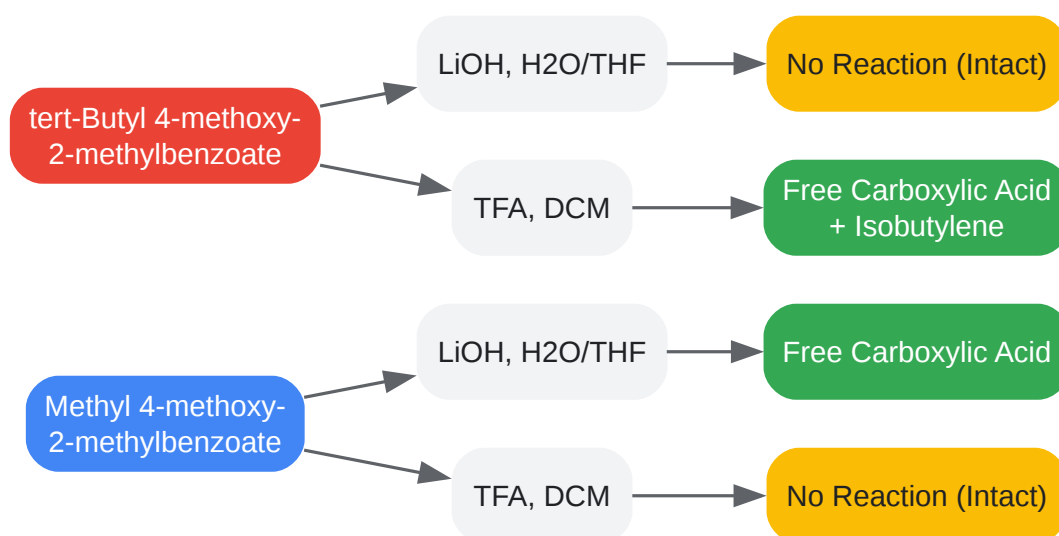 LiOH, H2O/THF
No Reaction (Intact)
tert-Butyl 4-methoxy-
2-methylbenzoate
TFA, DCM
Free Carboxylic Acid
+ Isobutylene
LiOH, H2O/THF
Free Carboxylic Acid
Methyl 4-methoxy-
2-methylbenzoate
TFA, DCM
No Reaction (Intact)